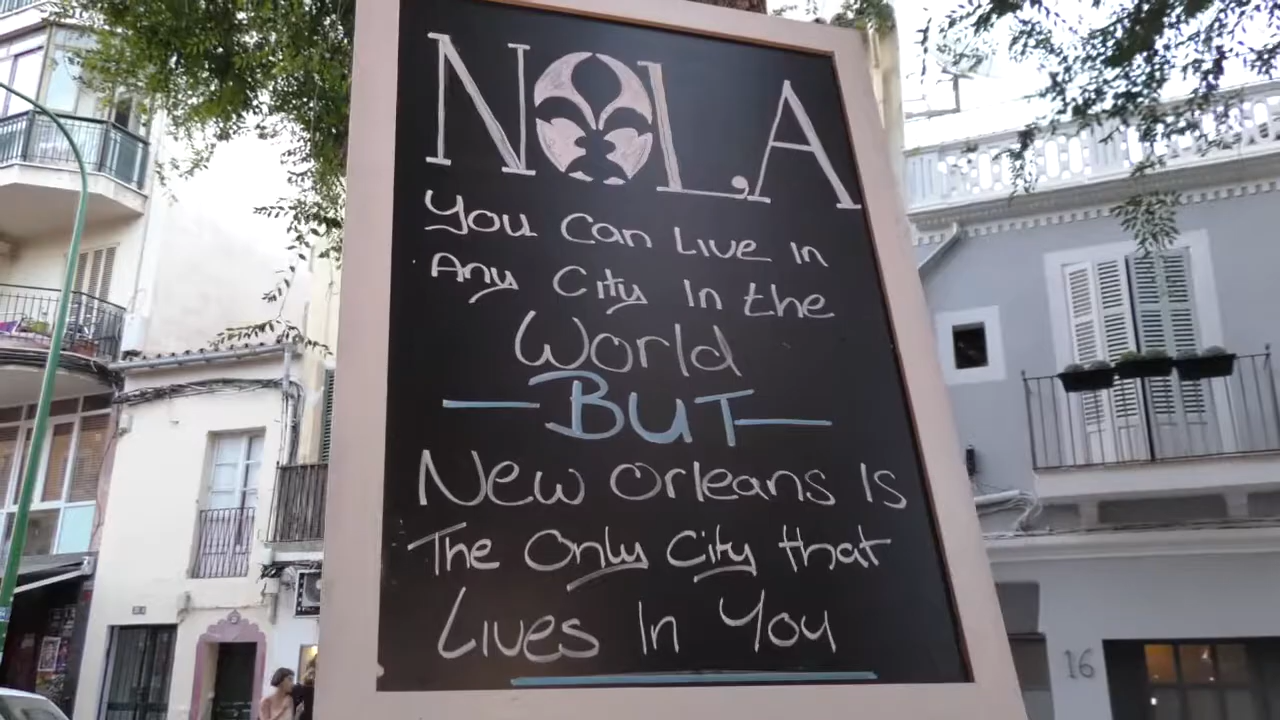 NOLA
You Can Live in
Any City In the
World
BUT
New Orleans Is
The Only City that
Lives In You
16